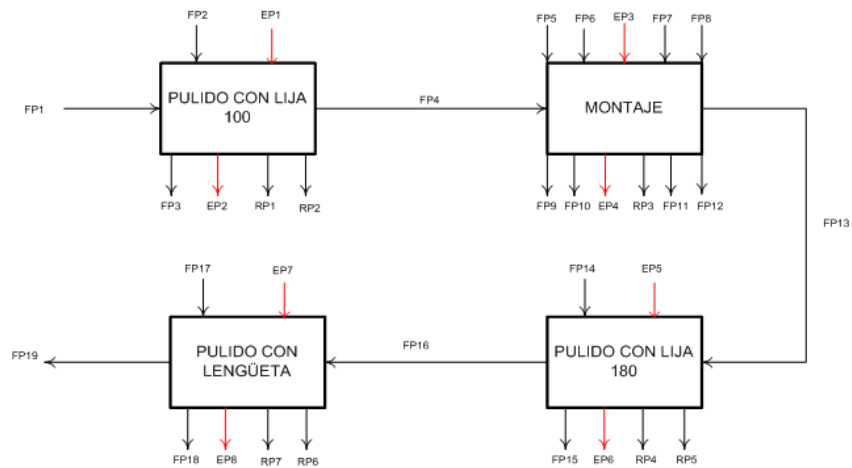 FP2 EP1
FP1
PULIDO CON LIJA
100
FP3 EP2 RP1 RP2
FP4
FP5 FP6 EP3 FP7 FP8
MONTAJE
FP9 FP10 EP4 RP3 FP11 FP12
FP13
FP14 EP5
PULIDO CON LIJA
180
FP15 EP6 RP4 RP5
FP16
FP17 EP7
PULIDO CON
LENGÜETA
FP18 EP8 RP7 RP6
FP19